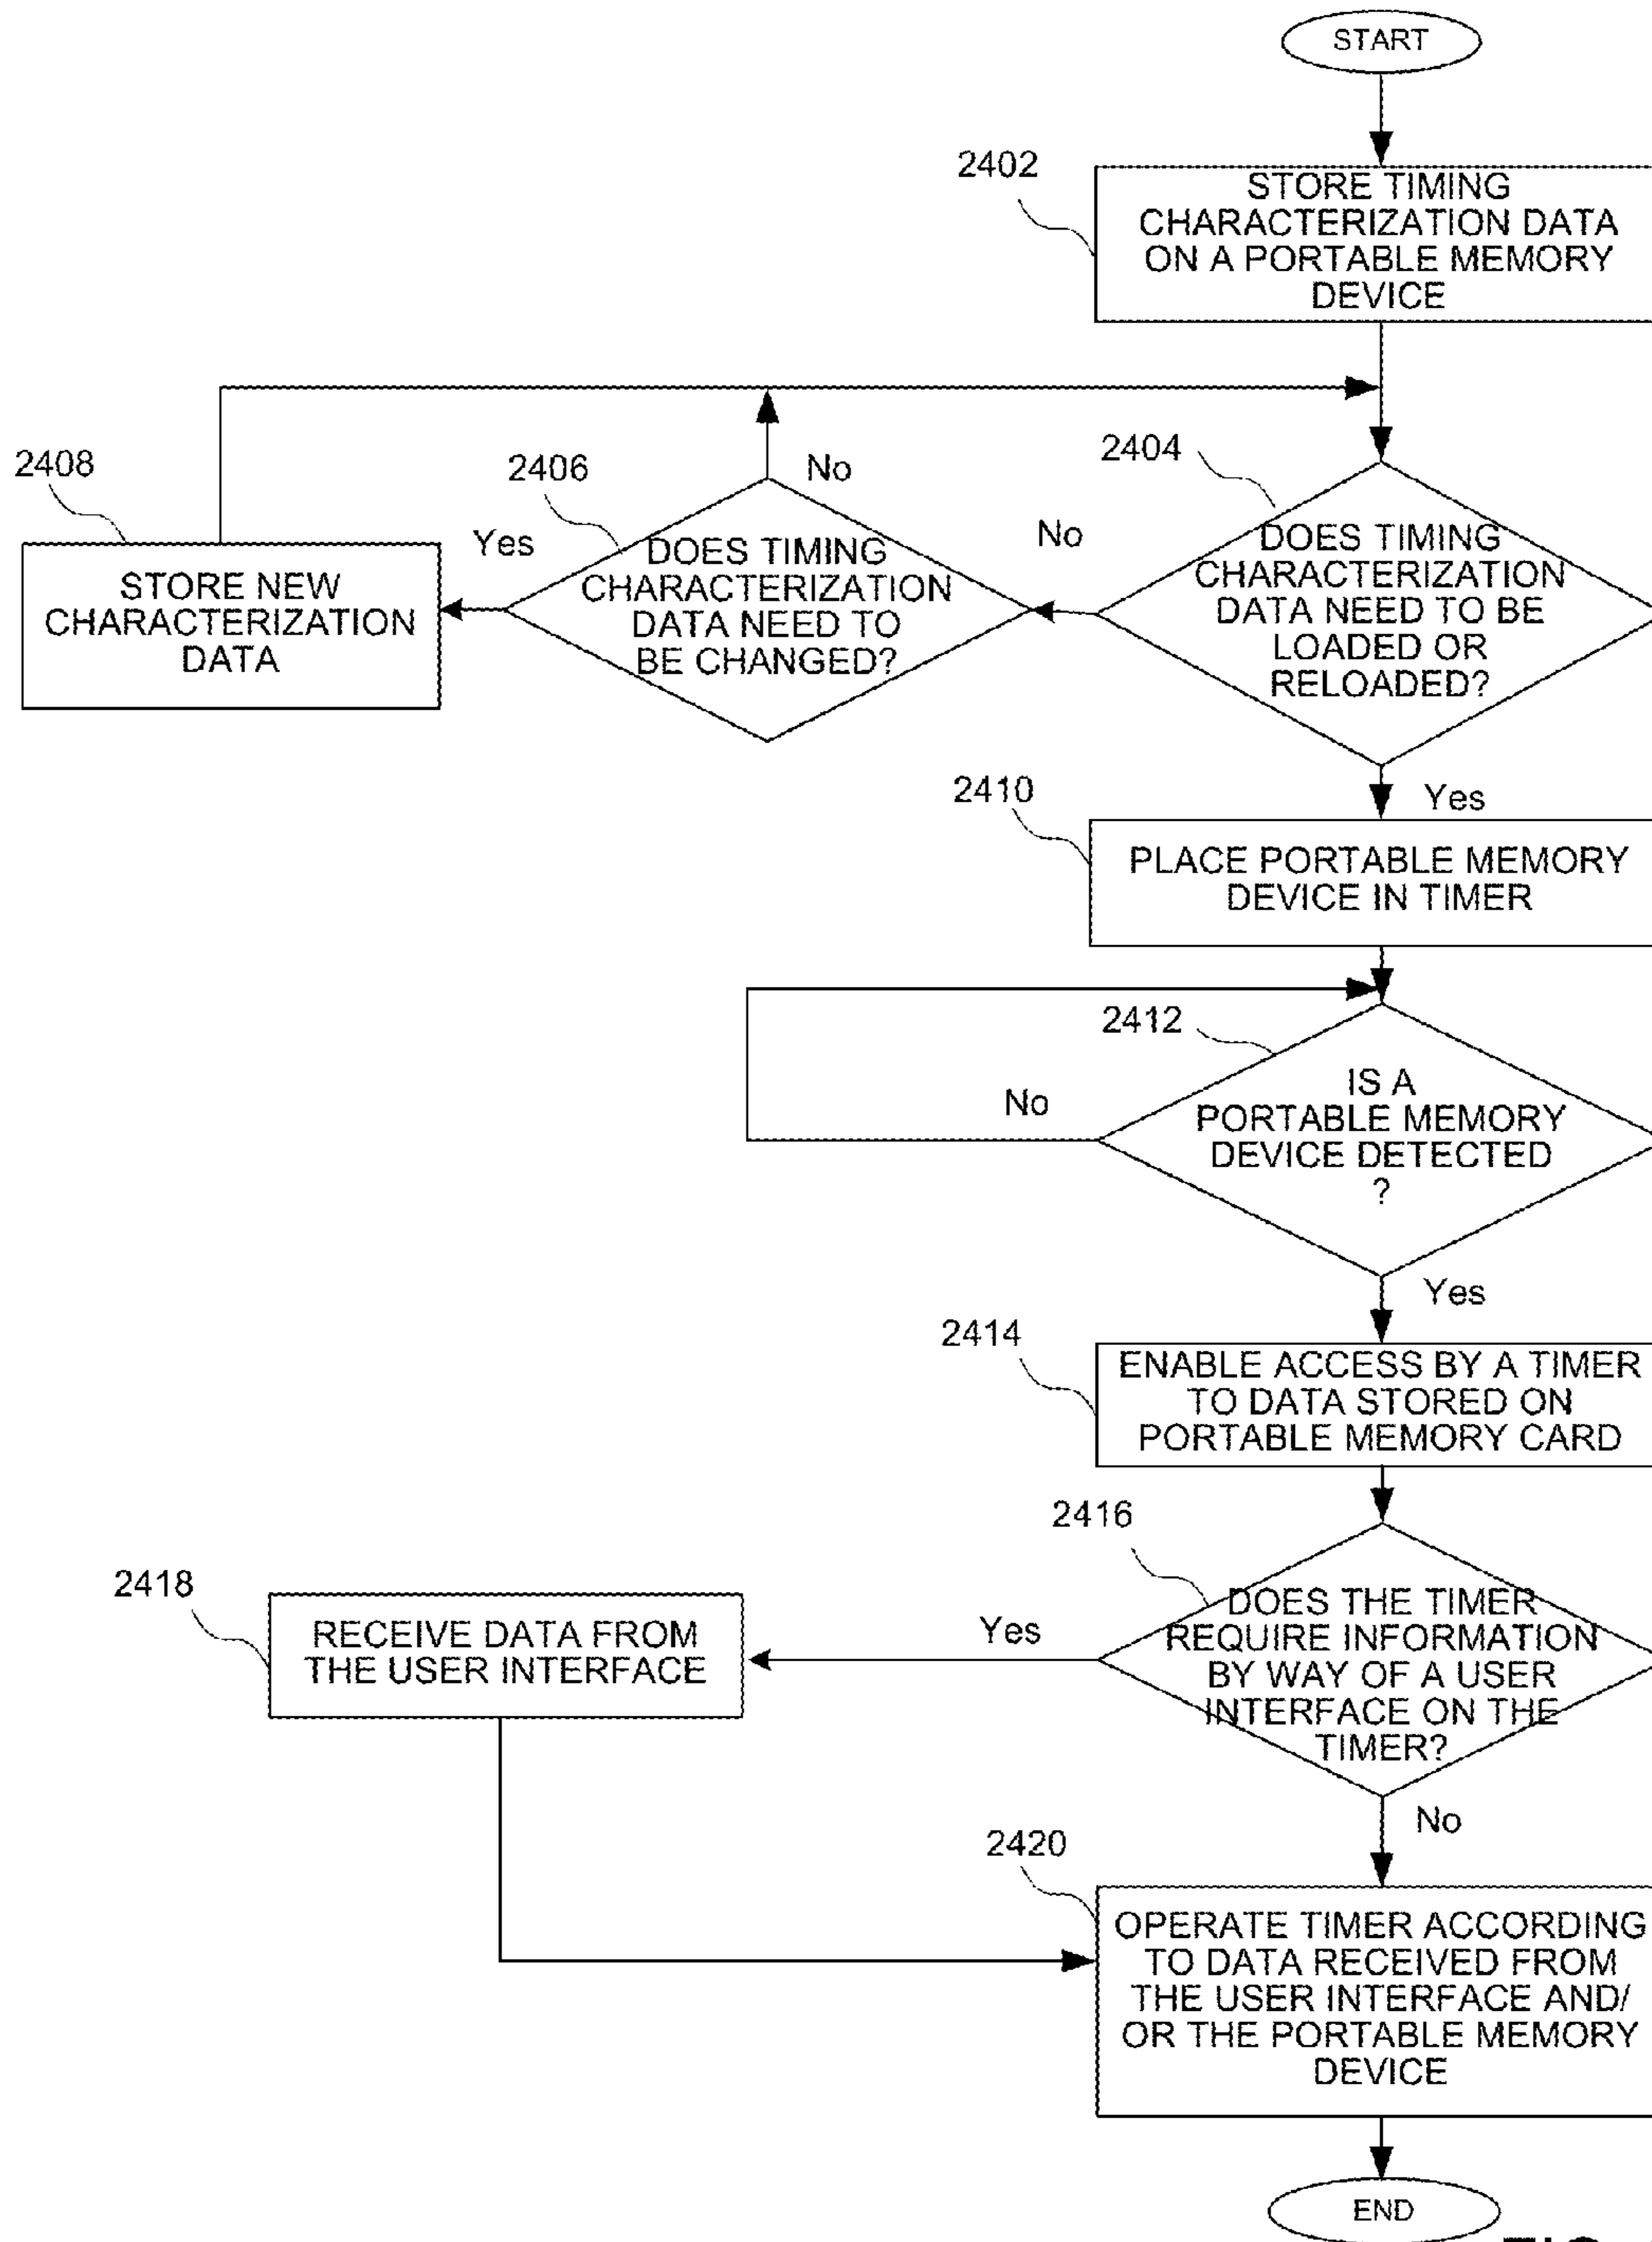 START
2402
STORE TIMING
CHARACTERIZATION DATA
ON A PORTABLE MEMORY
DEVICE
2404
DOES TIMING
CHARACTERIZATION
DATA NEED TO BE
LOADED OR
RELOADED?
No
2406
DOES TIMING
CHARACTERIZATION
DATA NEED TO
BE CHANGED?
No
Yes
2408
STORE NEW
CHARACTERIZATION
DATA
Yes
2410
PLACE PORTABLE MEMORY
DEVICE IN TIMER
2412
IS A
PORTABLE MEMORY
DEVICE DETECTED
?
No
Yes
2414
ENABLE ACCESS BY A TIMER
TO DATA STORED ON
PORTABLE MEMORY CARD
2416
DOES THE TIMER
REQUIRE INFORMATION
BY WAY OF A USER
INTERFACE ON THE
TIMER?
Yes
2418
RECEIVE DATA FROM
THE USER INTERFACE
No
2420
OPERATE TIMER ACCORDING
TO DATA RECEIVED FROM
THE USER INTERFACE AND/
OR THE PORTABLE MEMORY
DEVICE
END